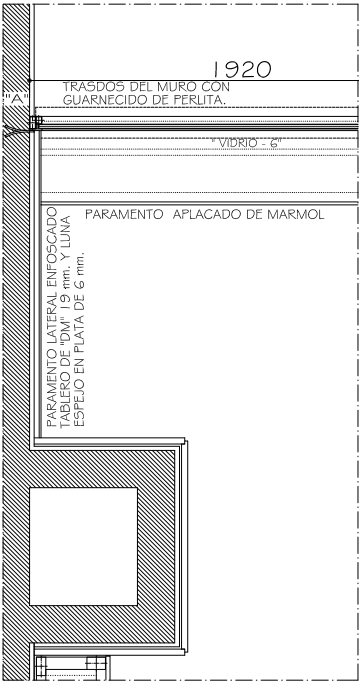 1920
TRASDOS DEL MURO CON
GUARNECIDO DE PERLITA.
"A"
"VIDRIO - 6"
PARAMENTO APLACADO DE MARMOL
PARAMENTO LATERAL ENFOSCADO
TABLERO DE "DM" 19 mm. Y LUNA
ESPEJO EN PLATA DE 6 mm.